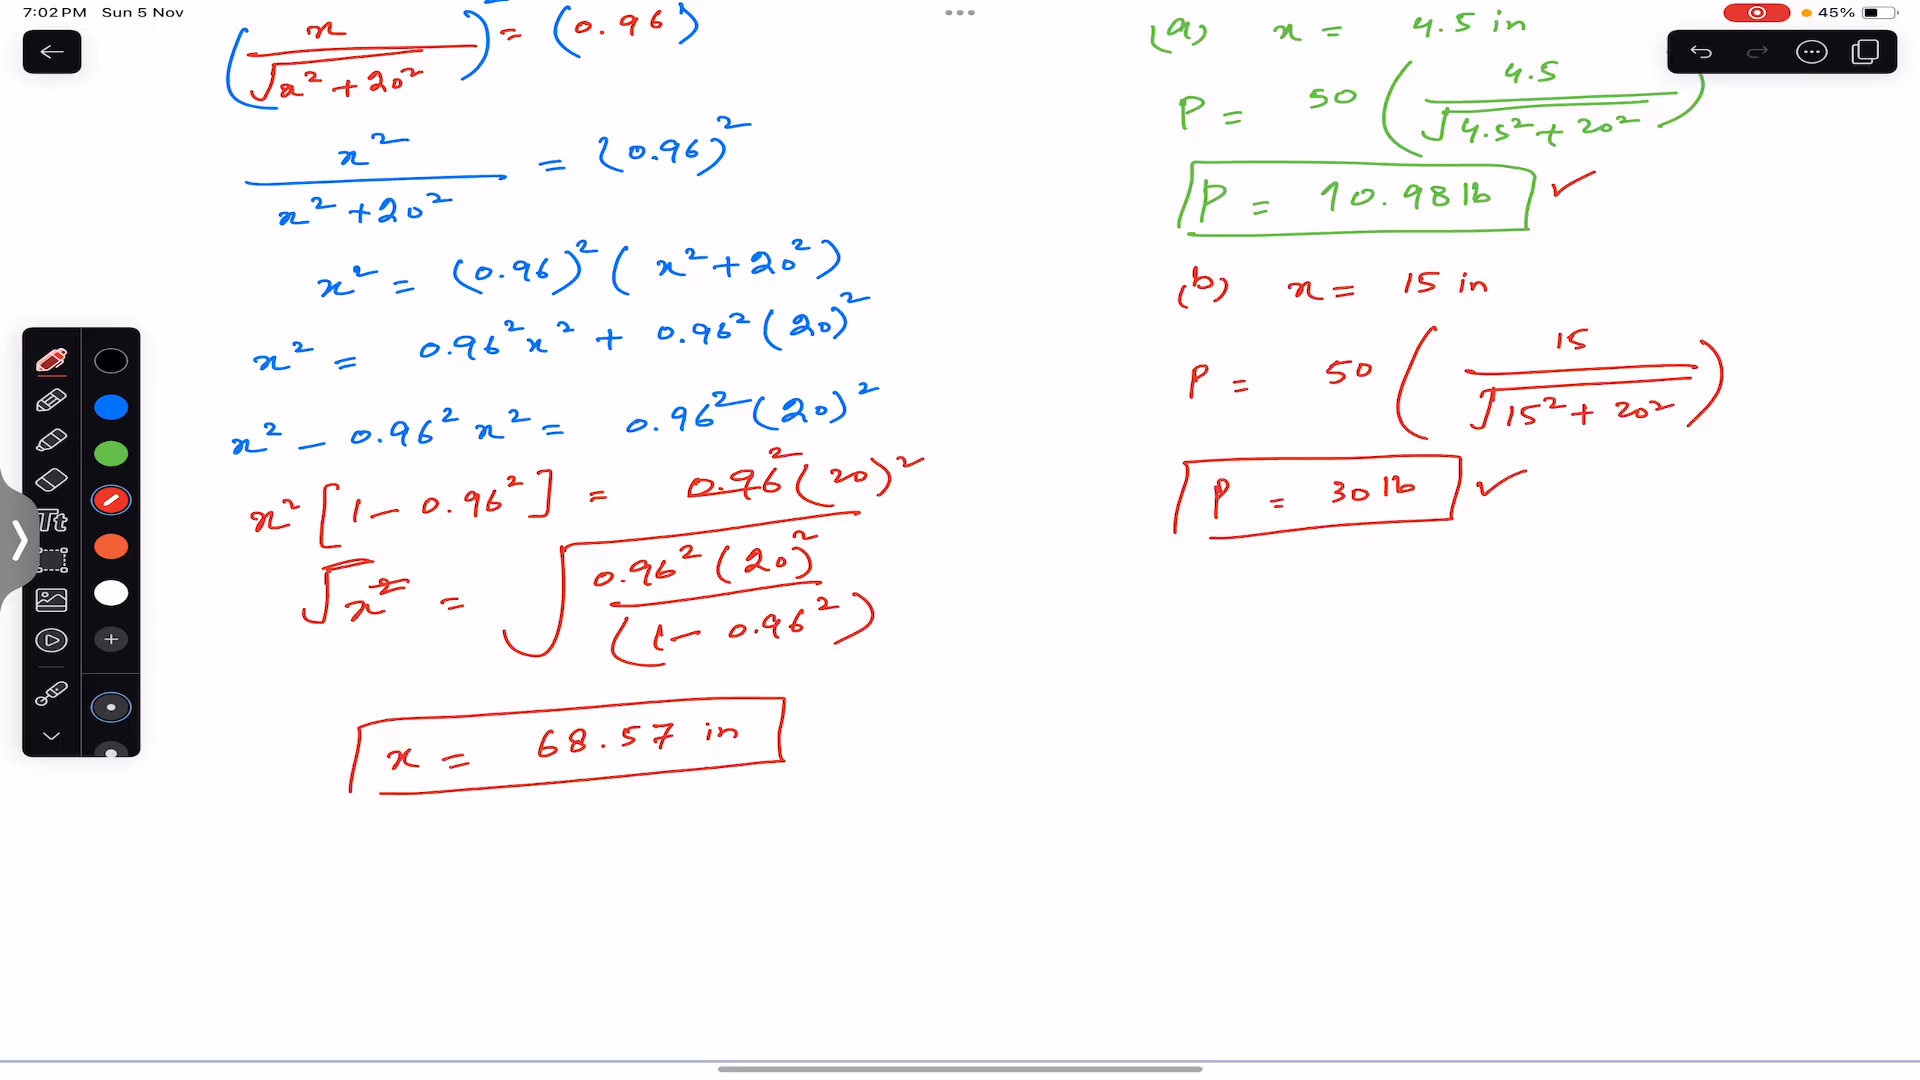 7:02 PM Sun 5 Nov
45%
(x / √(x² + 20²))² = (0.96)
x² / (x² + 20²) = (0.96)²
x² = (0.96)² (x² + 20²)
x² = 0.96² x² + 0.96² (20)²
x² - 0.96² x² = 0.96² (20)²
x² [1 - 0.96²] = 0.96² (20)²
√x² = √(0.96² (20)² / (1 - 0.96²))
x = 68.57 in
(a) x = 4.5 in
P = 50 (4.5 / √(4.5² + 20²))
P = 10.98 lb ✓
(b) x = 15 in
P = 50 (15 / √(15² + 20²))
P = 30 lb ✓
Tt